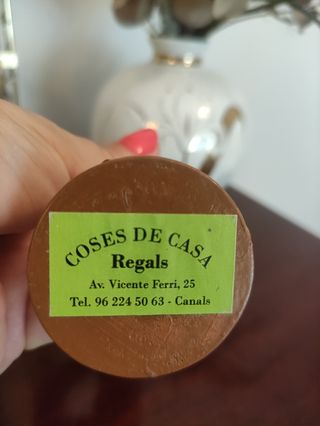 COSES DE CASA
Regals
Av. Vicente Ferri, 25
Tel. 96 224 50 63 - Canals